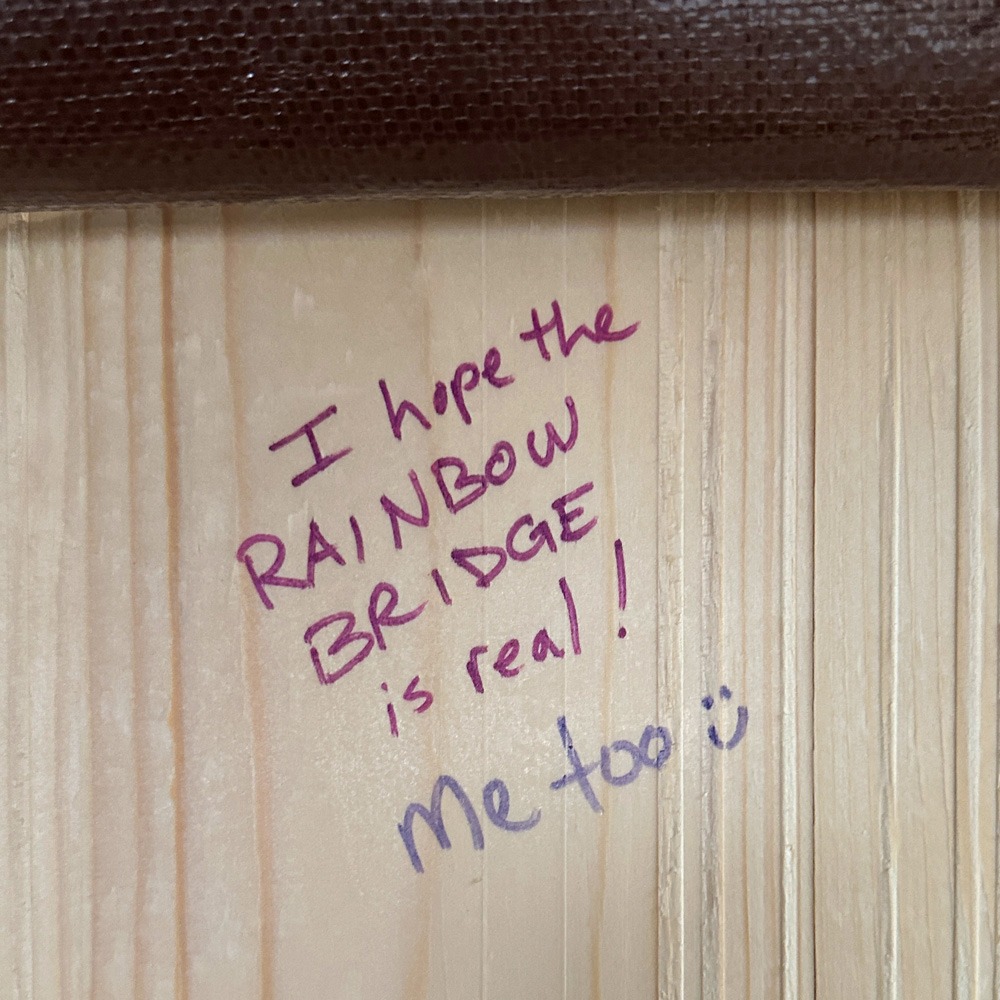 I hope the
RAINBOW
BRIDGE
is real!
Me too :)